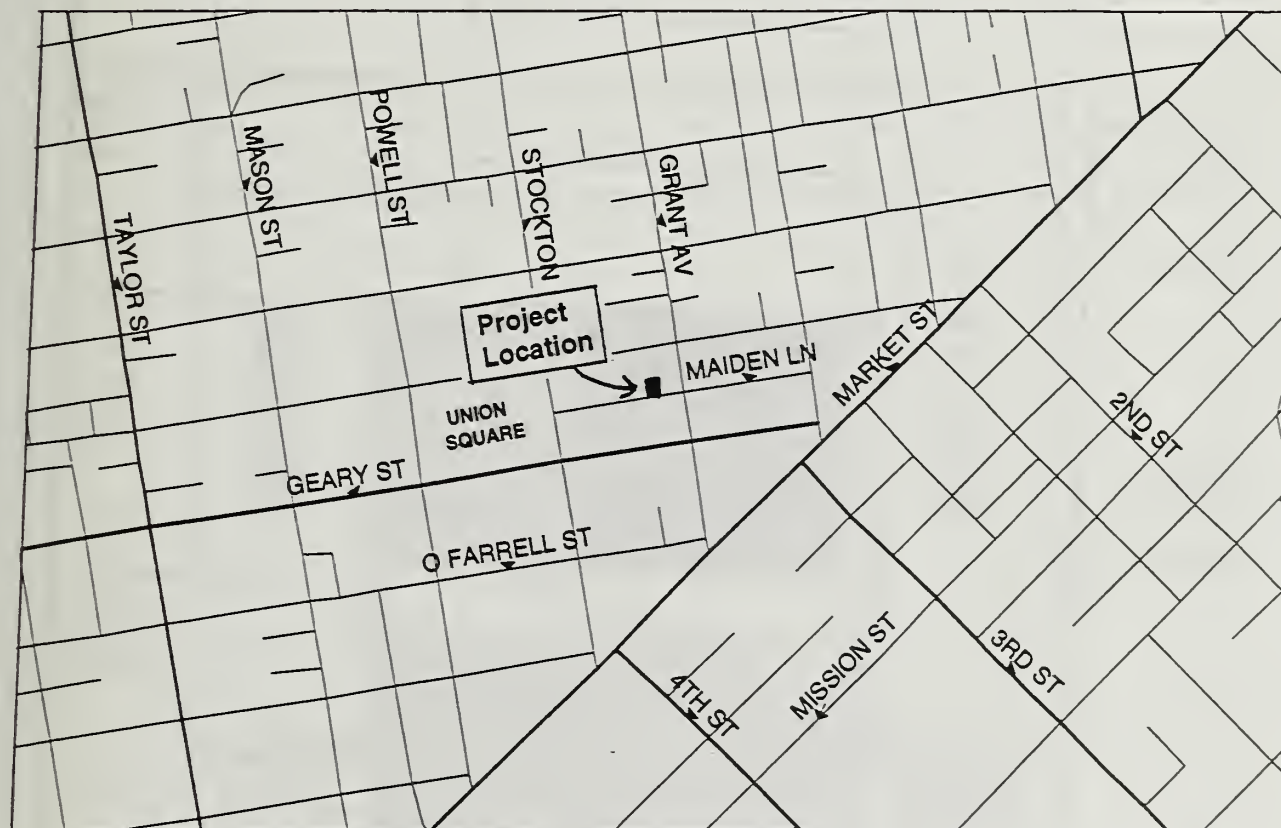 POWELL ST
MASON ST
STOCKTON
GRANT AV
TAYLOR ST
Project
Location
MAIDEN LN
MARKET ST
UNION
SQUARE
2ND ST
GEARY ST
O FARRELL ST
MISSION ST
3RD ST
4TH ST